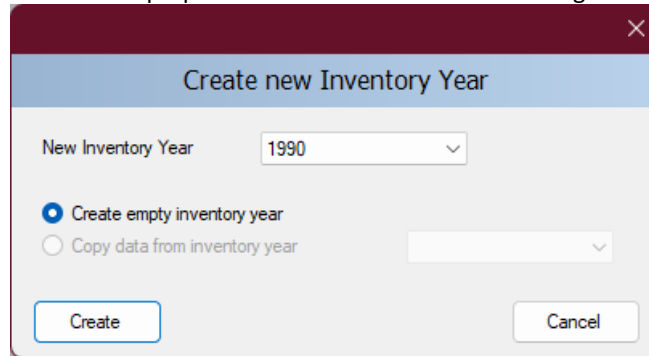 Create new Inventory Year
New Inventory Year 1990
Create empty inventory year
Copy data from inventory year
Create Cancel